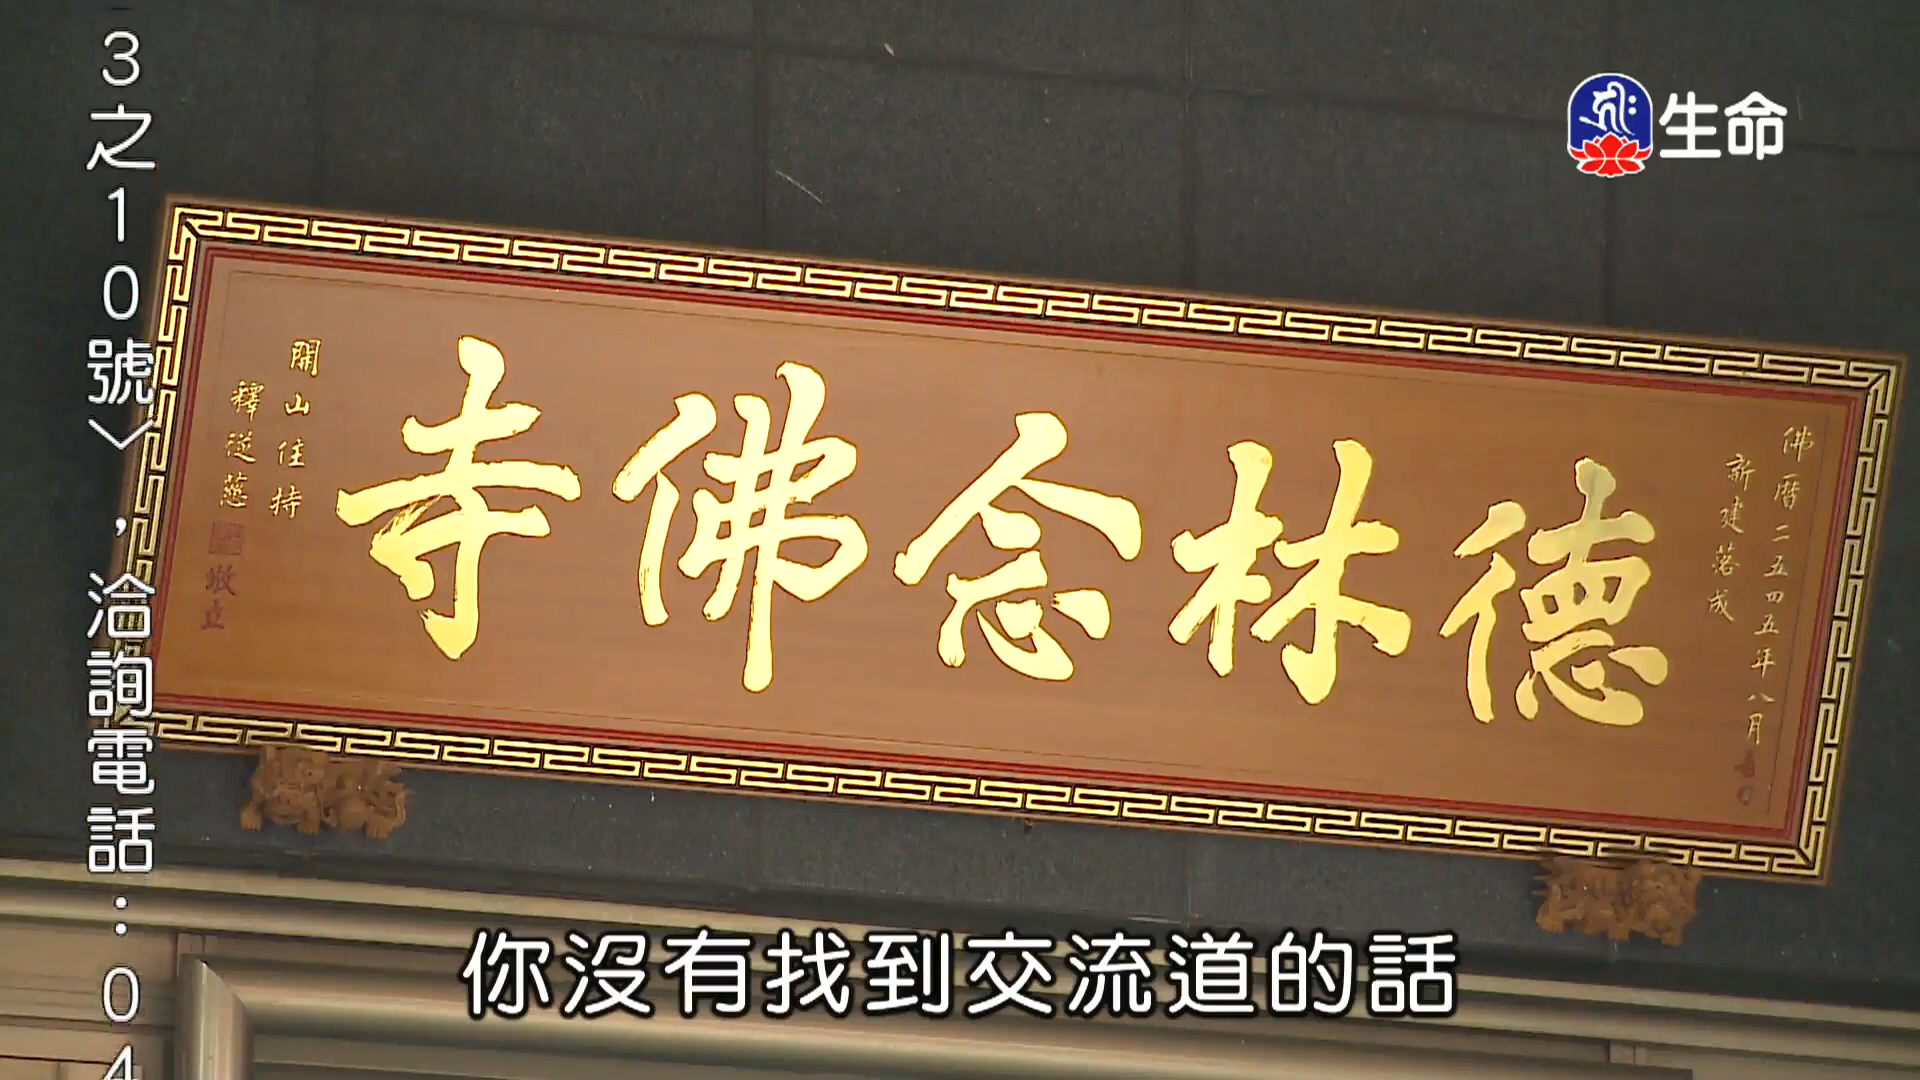 3之10號〉，洽詢電話：04
生命
佛曆二五四五年八月
新建落成
德林念佛寺
開山住持
釋從慈
敬立
你沒有找到交流道的話